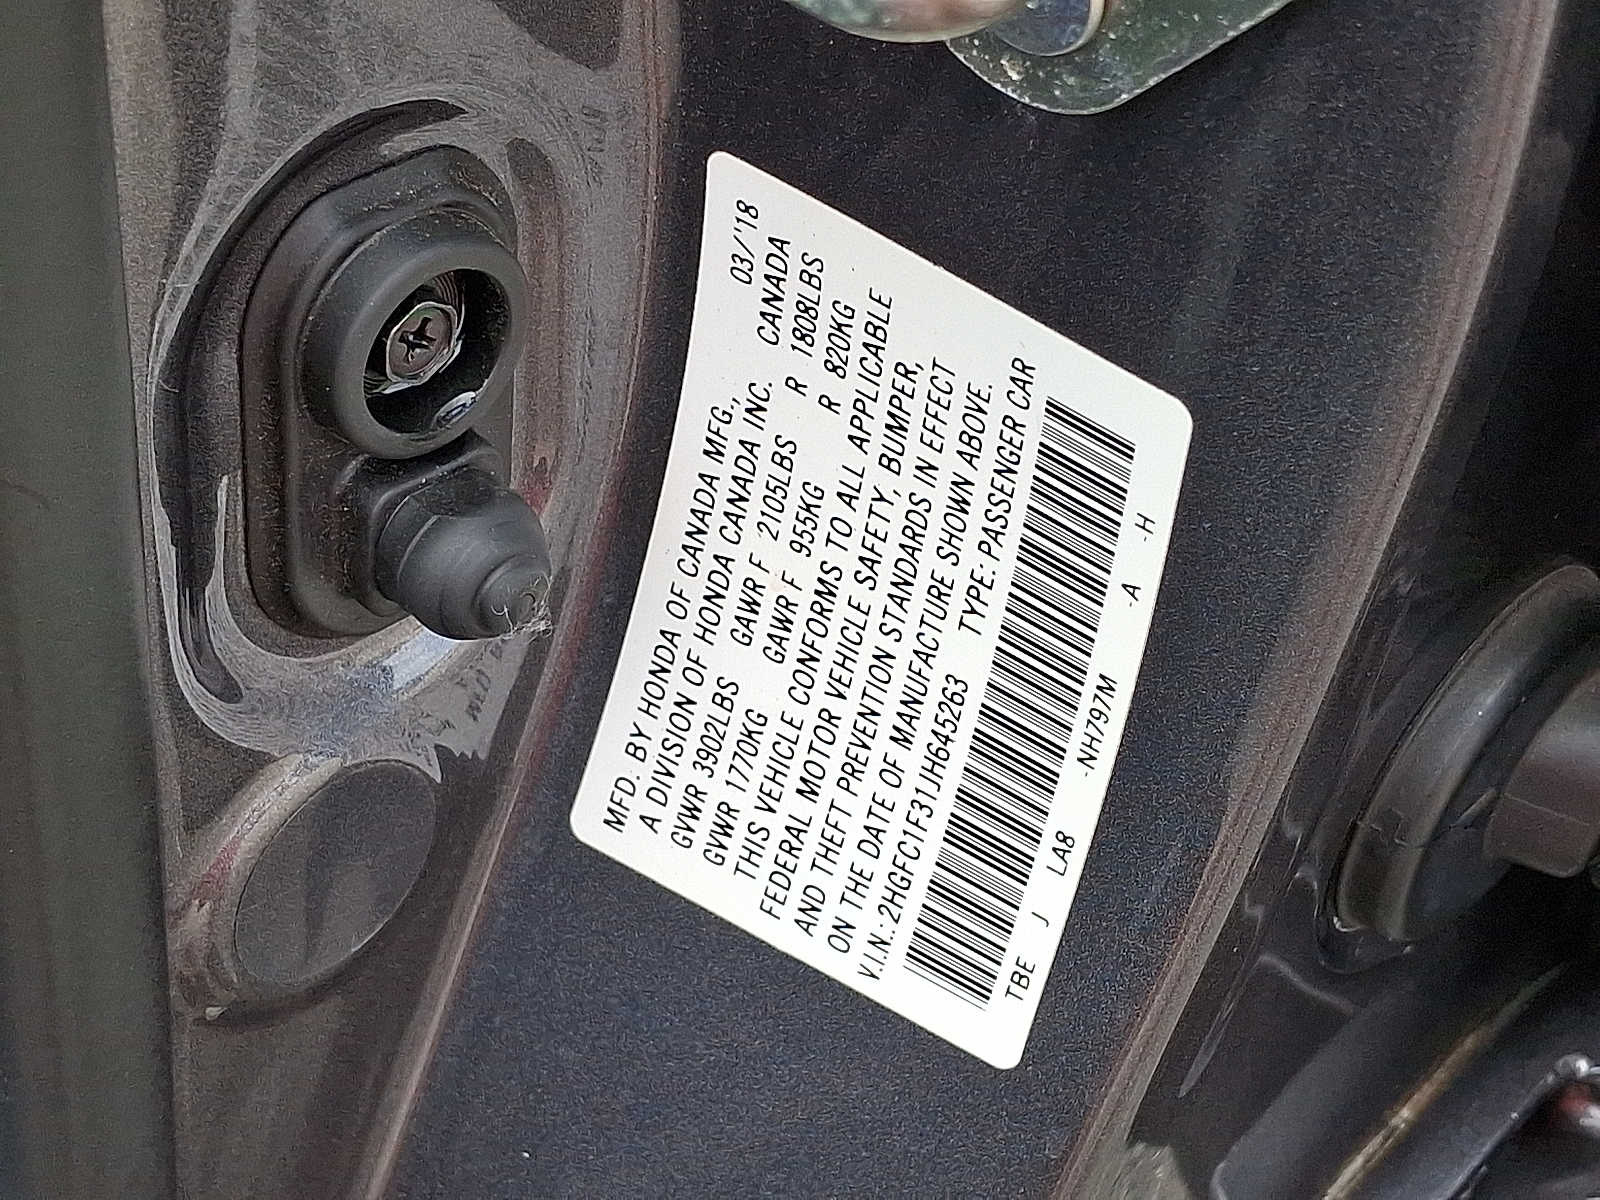 MFD. BY HONDA OF CANADA MFG., 03/'18
A DIVISION OF HONDA CANADA INC. CANADA
GVWR 3902LBS GAWR F 2105LBS R 1808LBS
GVWR 1770KG GAWR F 955KG R 820KG
THIS VEHICLE CONFORMS TO ALL APPLICABLE
FEDERAL MOTOR VEHICLE SAFETY, BUMPER,
AND THEFT PREVENTION STANDARDS IN EFFECT
ON THE DATE OF MANUFACTURE SHOWN ABOVE.
V.I.N.:2HGFC1F31JH645263 TYPE:PASSENGER CAR
TBE J LA8 -NH797M -A -H